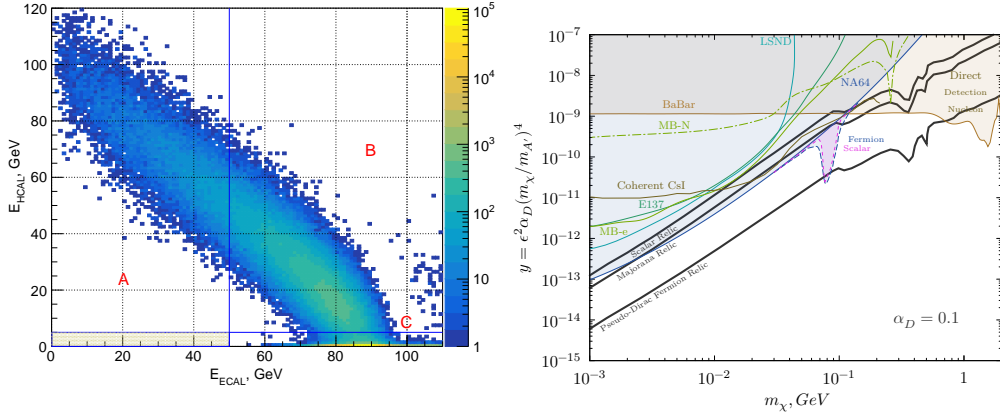 E_HCAL, GeV
120
100
80
60
40
20
0
A
B
C
0 20 40 60 80 100
E_ECAL, GeV
10^5
10^4
10^3
10^2
10
1
y = ϵ^2 α_D (m_χ/m_A′)^4
10^−7
10^−8
10^−9
10^−10
10^−11
10^−12
10^−13
10^−14
10^−15
LSND
NA64
Direct
Detection
Nucleon
BaBar
MB-N
Fermion
Scalar
Coherent CsI
E137
MB-e
Scalar Relic
Majorana Relic
Pseudo-Dirac Fermion Relic
α_D = 0.1
10^−3 10^−2 10^−1 1
m_χ, GeV